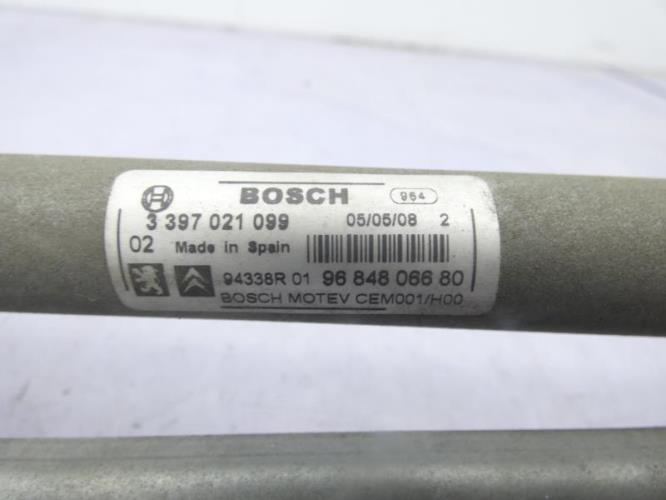 BOSCH 964
3 397 021 099 05/05/08 2
02 Made in Spain
94338R 01 96 848 066 80
BOSCH MOTEV CEM001/H00